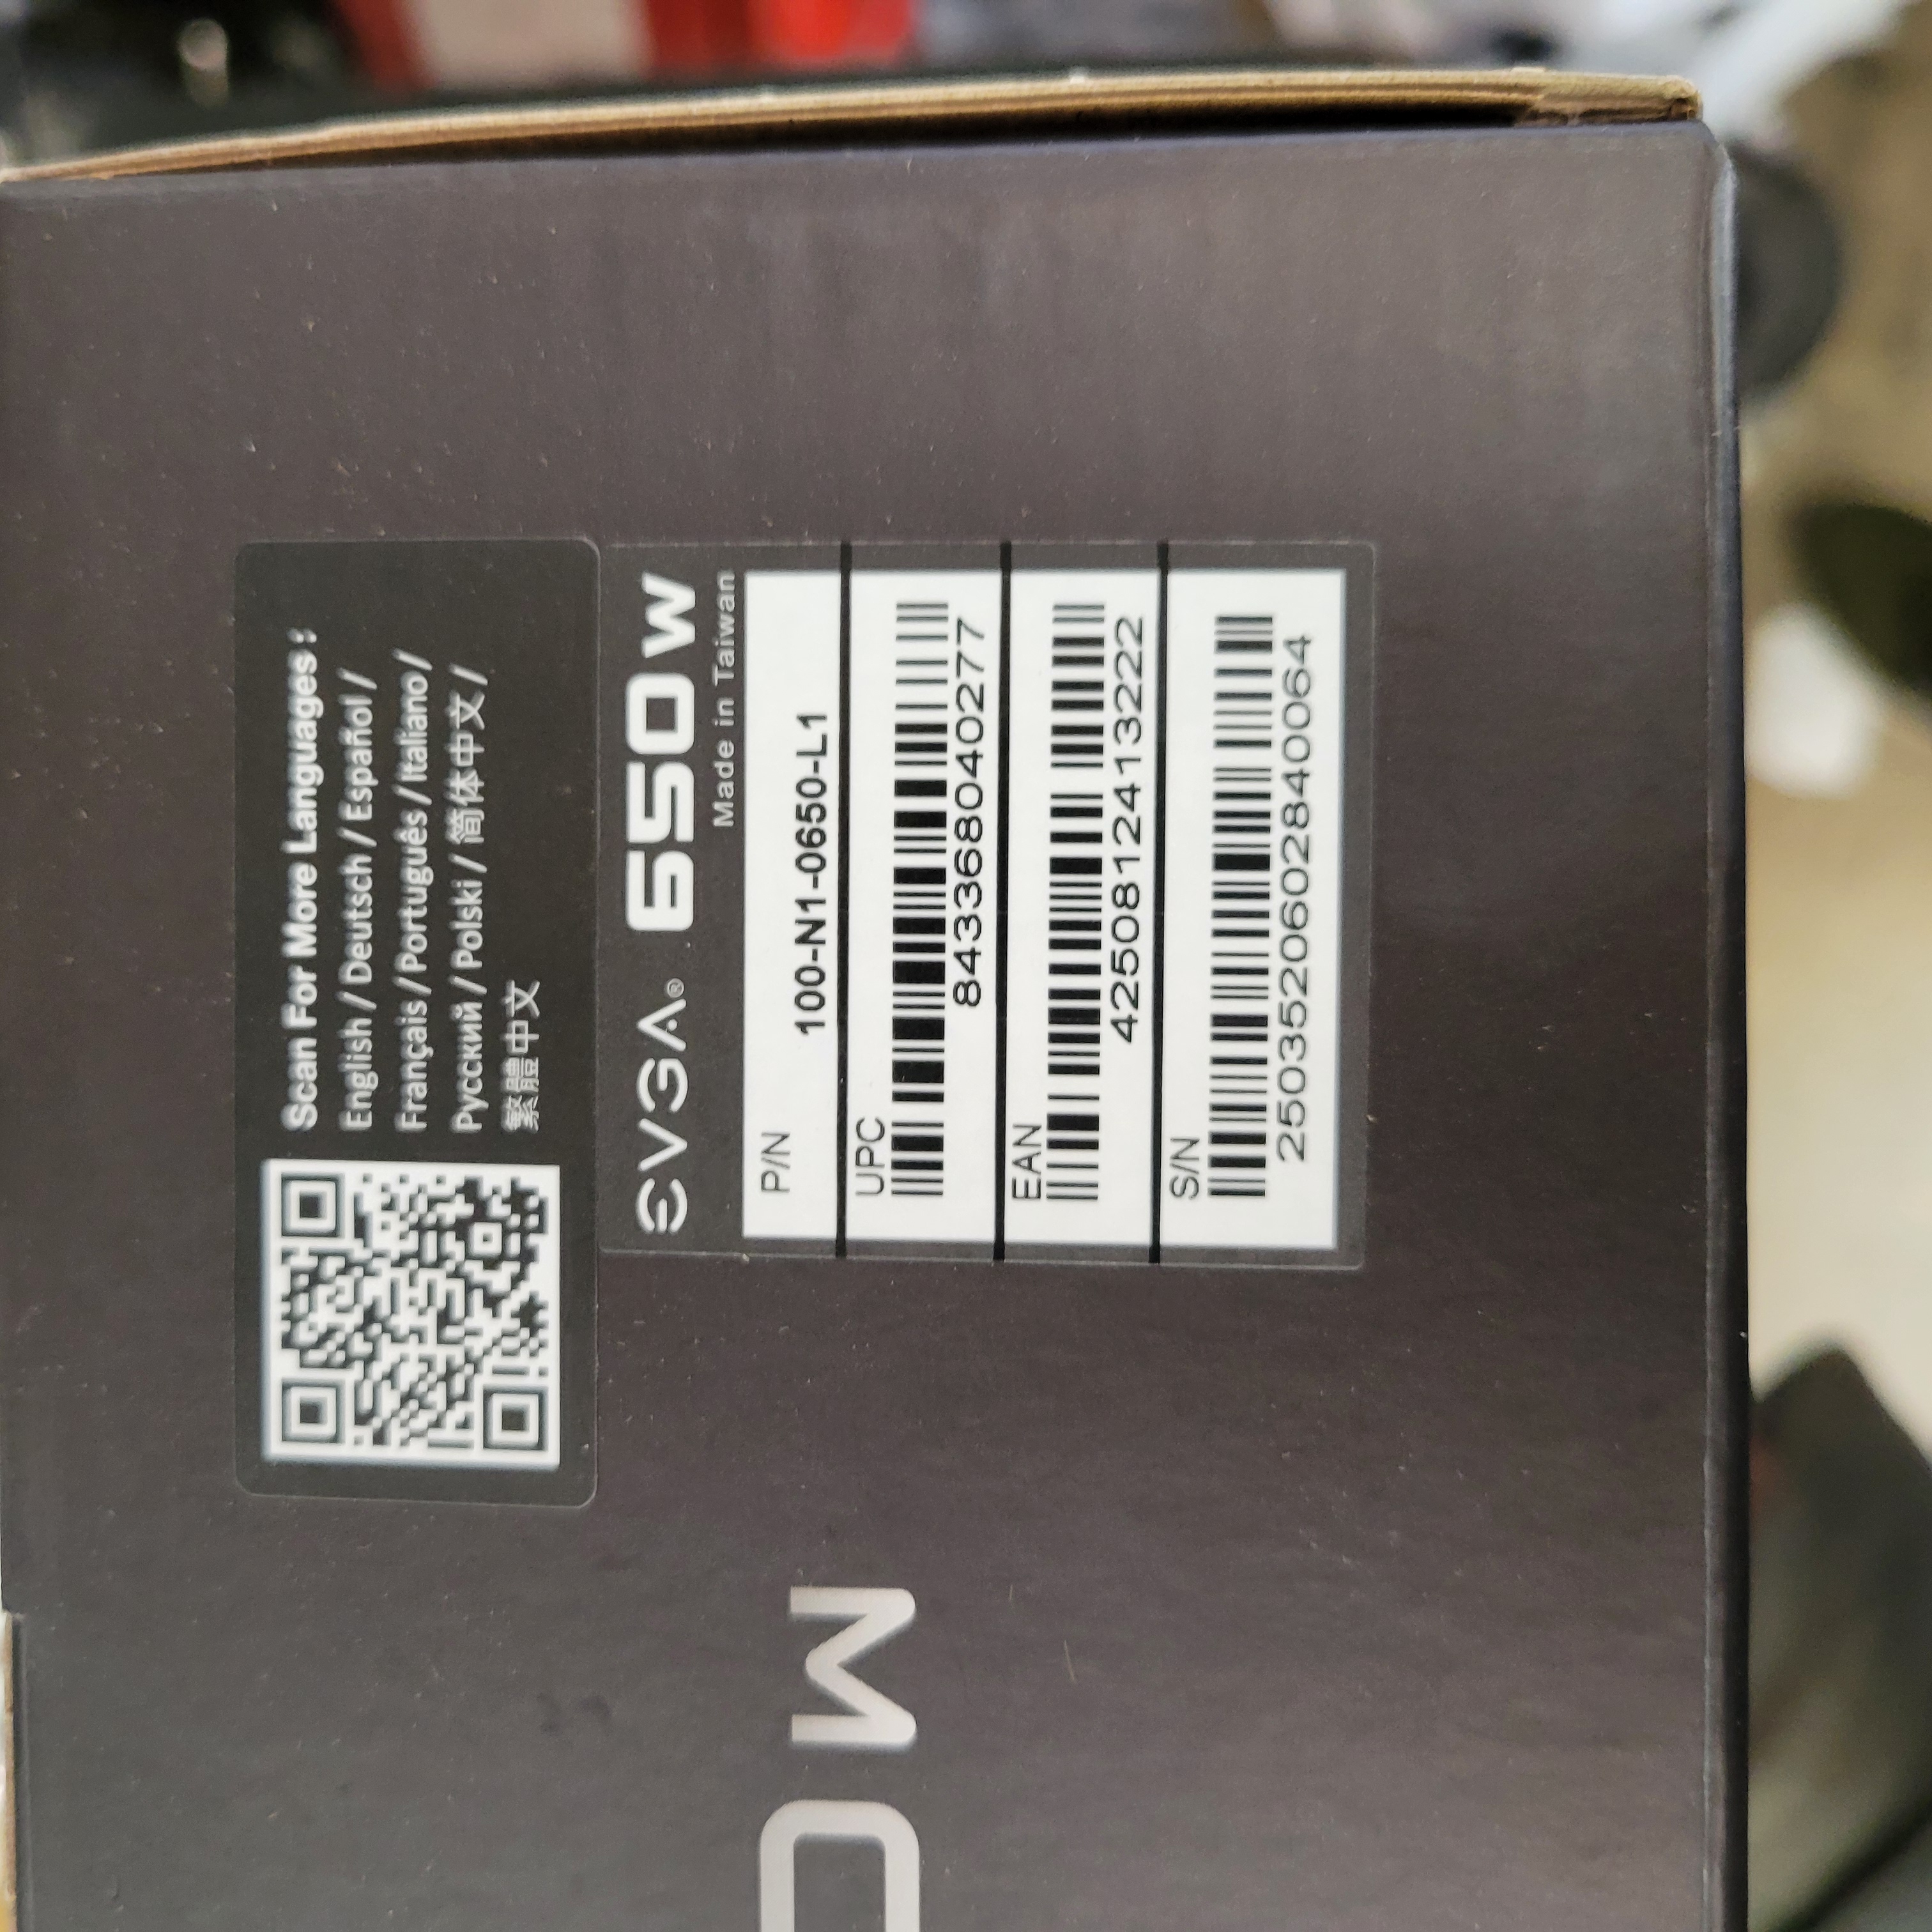 Scan For More Languages :
English / Deutsch / Español /
Français / Português / Italiano /
Русский / Polski / 简体中文 /
繁體中文
EVGA® 650 W
Made in Taiwan
P/N
100-N1-0650-L1
UPC
843368040277
EAN
4250812413222
S/N
2503520602840064